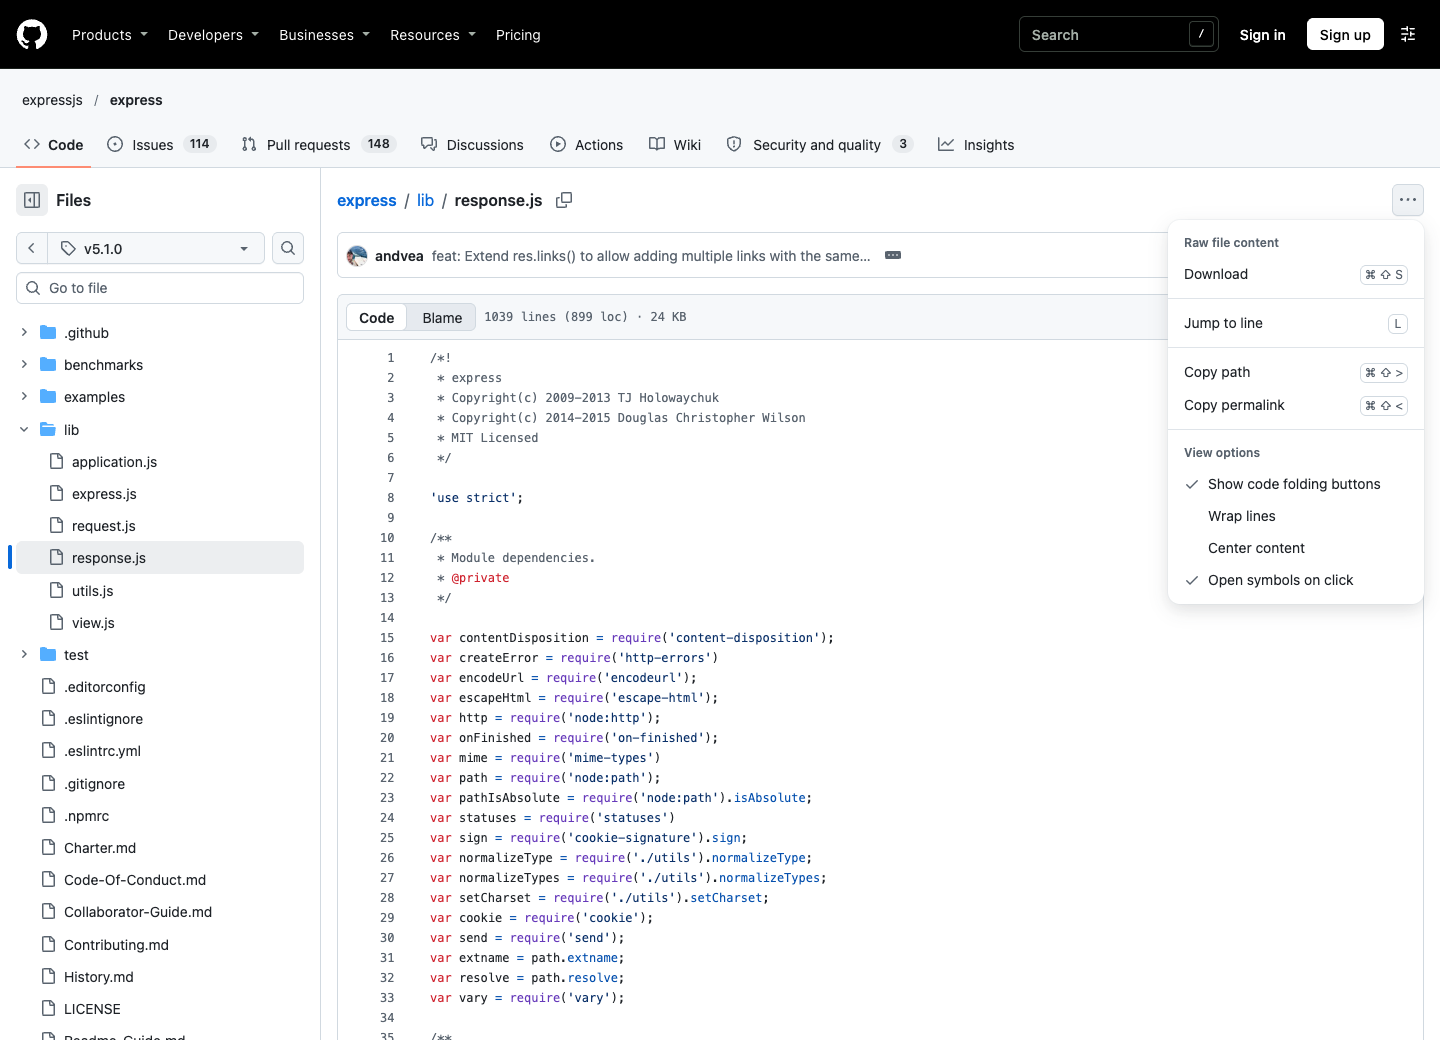 Products Developers Businesses Resources Pricing Search / Sign in Sign up
expressjs / express
Code Issues 114 Pull requests 148 Discussions Actions Wiki Security and quality 3 Insights
Files
v5.1.0
Go to file
.github
benchmarks
examples
lib
application.js
express.js
request.js
response.js
utils.js
view.js
test
.editorconfig
.eslintignore
.eslintrc.yml
.gitignore
.npmrc
Charter.md
Code-Of-Conduct.md
Collaborator-Guide.md
Contributing.md
History.md
LICENSE
Readme-Guide.md
express / lib / response.js
andvea feat: Extend res.links() to allow adding multiple links with the same…
Code Blame 1039 lines (899 loc) · 24 KB
1 /*!
2  * express
3  * Copyright(c) 2009-2013 TJ Holowaychuk
4  * Copyright(c) 2014-2015 Douglas Christopher Wilson
5  * MIT Licensed
6  */
7
8 'use strict';
9
10 /**
11  * Module dependencies.
12  * @private
13  */
14
15 var contentDisposition = require('content-disposition');
16 var createError = require('http-errors')
17 var encodeUrl = require('encodeurl');
18 var escapeHtml = require('escape-html');
19 var http = require('node:http');
20 var onFinished = require('on-finished');
21 var mime = require('mime-types')
22 var path = require('node:path');
23 var pathIsAbsolute = require('node:path').isAbsolute;
24 var statuses = require('statuses')
25 var sign = require('cookie-signature').sign;
26 var normalizeType = require('./utils').normalizeType;
27 var normalizeTypes = require('./utils').normalizeTypes;
28 var setCharset = require('./utils').setCharset;
29 var cookie = require('cookie');
30 var send = require('send');
31 var extname = path.extname;
32 var resolve = path.resolve;
33 var vary = require('vary');
34
35 /**
Raw file content
Download ⌘ ⇧ S
Jump to line L
Copy path ⌘ ⇧ >
Copy permalink ⌘ ⇧ <
View options
Show code folding buttons
Wrap lines
Center content
Open symbols on click